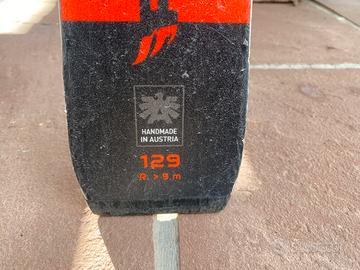 HANDMADE
IN AUSTRIA
129
R. > 9 m